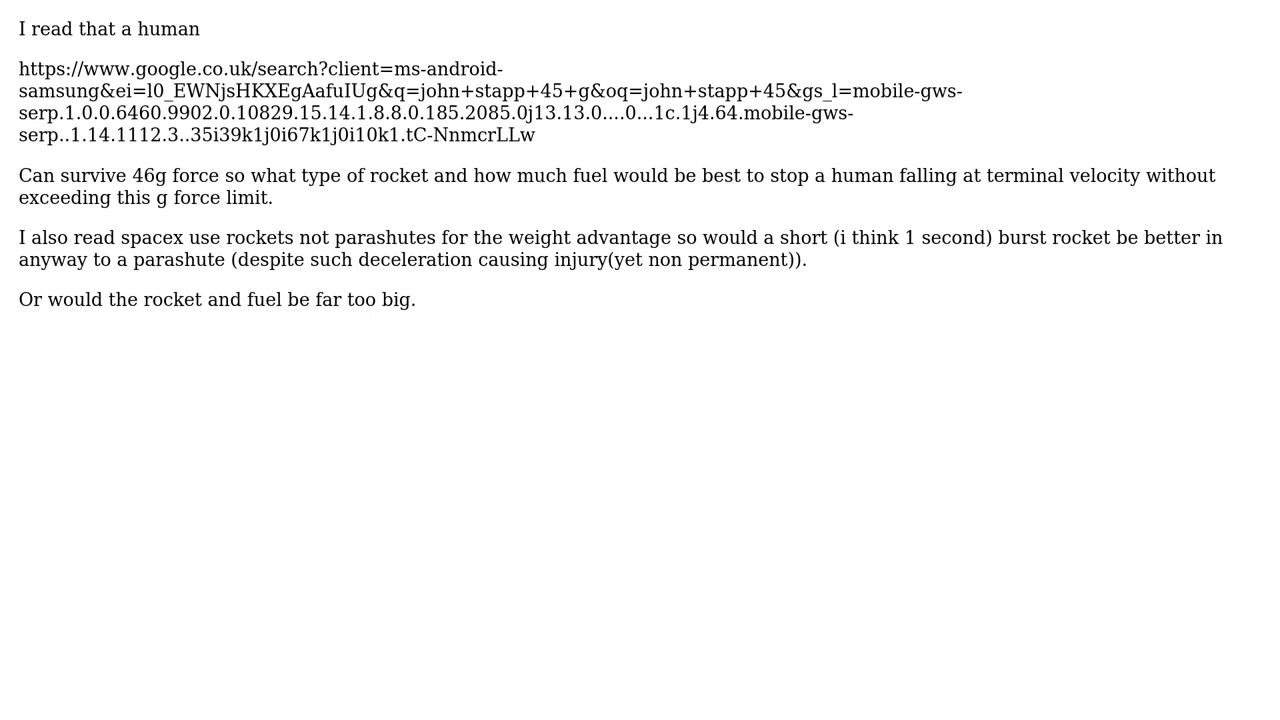 I read that a human
https://www.google.co.uk/search?client=ms-android-
samsung&ei=l0_EWNjsHKXEgAafuIUg&q=john+stapp+45+g&oq=john+stapp+45&gs_l=mobile-gws-
serp.1.0.0.6460.9902.0.10829.15.14.1.8.8.0.185.2085.0j13.13.0....0...1c.1j4.64.mobile-gws-
serp..1.14.1112.3..35i39k1j0i67k1j0i10k1.tC-NnmcrLLw
Can survive 46g force so what type of rocket and how much fuel would be best to stop a human falling at terminal velocity without
exceeding this g force limit.
I also read spacex use rockets not parashutes for the weight advantage so would a short (i think 1 second) burst rocket be better in
anyway to a parashute (despite such deceleration causing injury(yet non permanent)).
Or would the rocket and fuel be far too big.